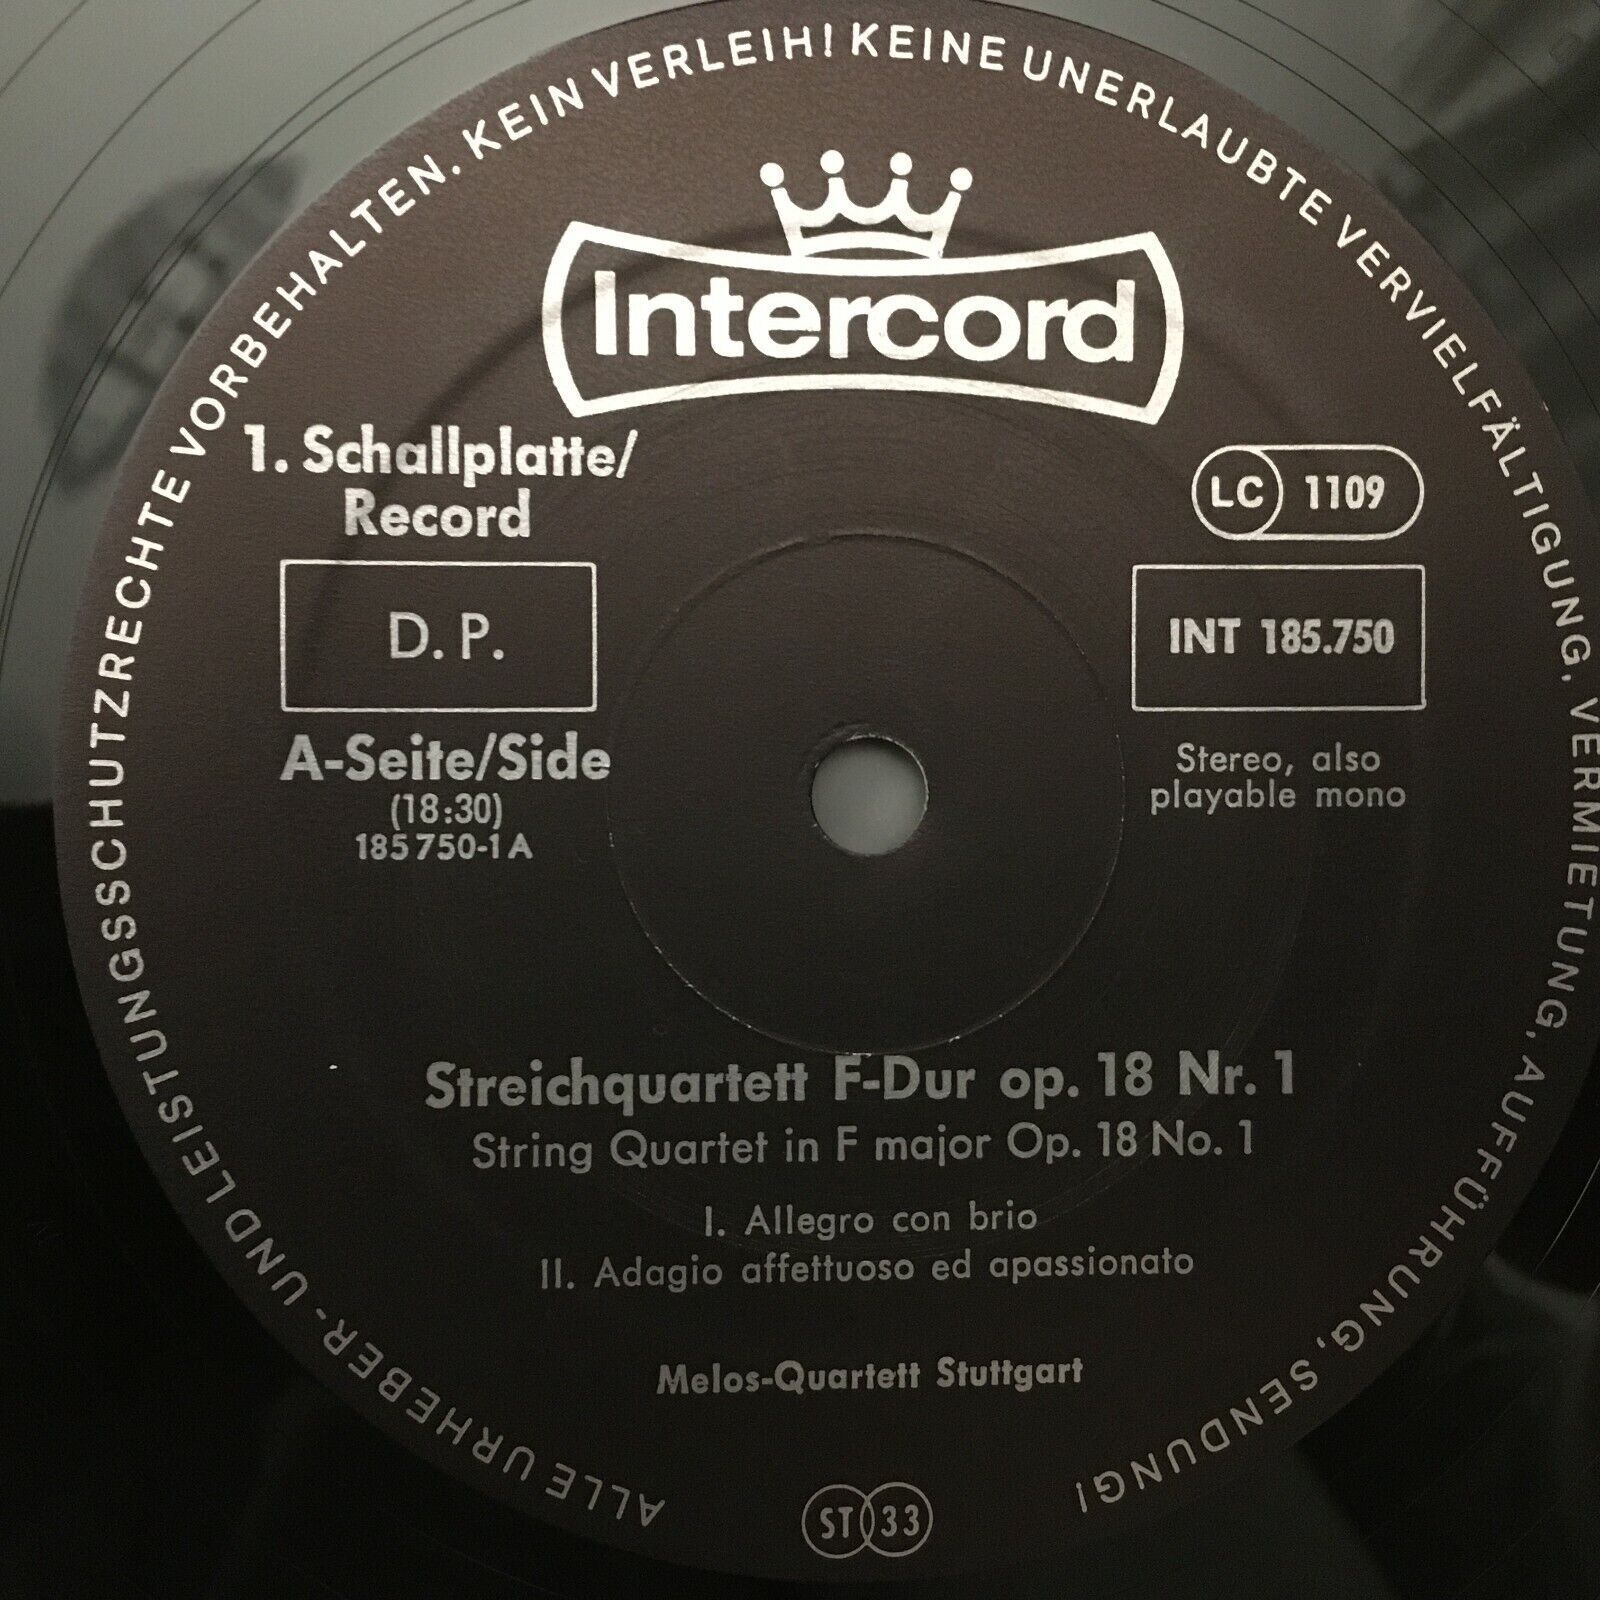 ALLE URHEBER- UND LEISTUNGSSCHUTZRECHTE VORBEHALTEN. KEIN VERLEIH! KEINE UNERLAUBTE VERVIELFÄLTIGUNG, VERMIETUNG, AUFFÜHRUNG, SENDUNG!
Intercord
1. Schallplatte/
Record
LC 1109
D. P.
INT 185.750
A-Seite/Side
(18:30)
185 750-1 A
Stereo, also
playable mono
Streichquartett F-Dur op. 18 Nr. 1
String Quartet in F major Op. 18 No. 1
I. Allegro con brio
II. Adagio affettuoso ed apassionato
Melos-Quartett Stuttgart
ST 33